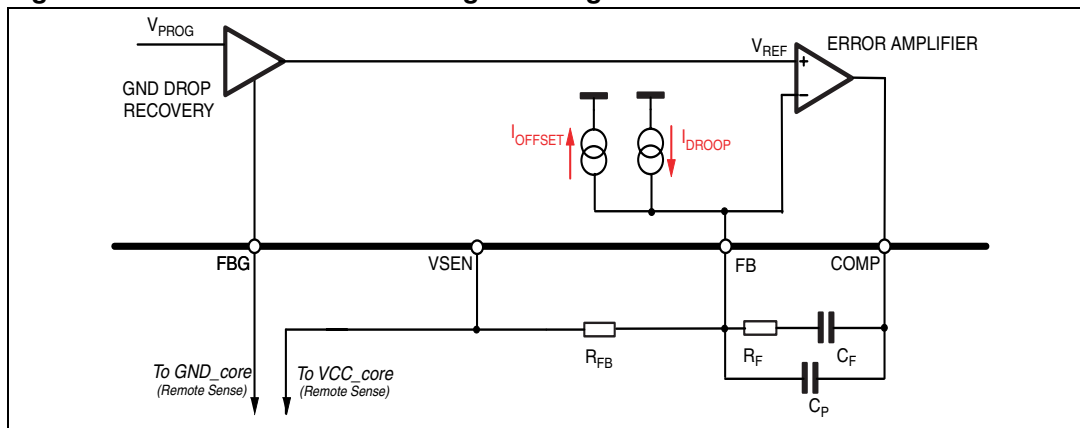 VPROG
GND DROP
RECOVERY
VREF
ERROR AMPLIFIER
+
−
IOFFSET
IDROOP
FBG
VSEN
FB
COMP
RFB
RF
CF
CP
To GND_core
(Remote Sense)
To VCC_core
(Remote Sense)